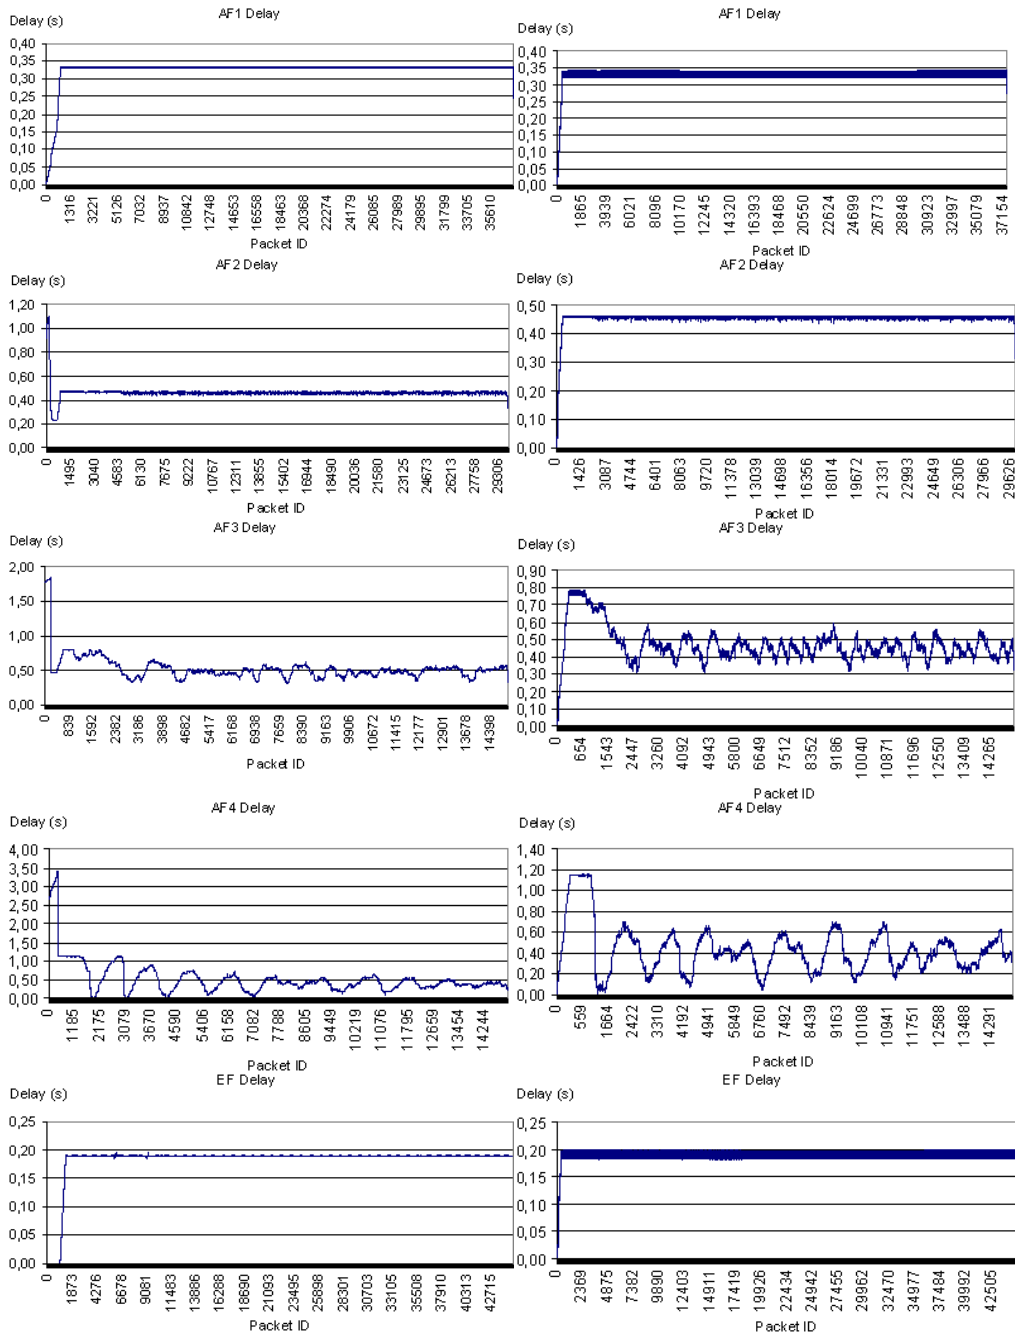 AF1 Delay
Delay (s)
0,40
0,35
0,30
0,25
0,20
0,15
0,10
0,05
0,00
0 1316 3221 5126 7032 8937 10842 12748 14653 16558 18463 20368 22274 24179 26085 27989 29895 31799 33705 35610
Packet ID
AF1 Delay
Delay (s)
0,40
0,35
0,30
0,25
0,20
0,15
0,10
0,05
0,00
0 1865 3939 6021 8096 10170 12245 14320 16393 18468 20550 22624 24699 26773 28848 30923 32997 35079 37154
Packet ID
AF2 Delay
Delay (s)
1,20
1,00
0,80
0,60
0,40
0,20
0,00
0 1495 3040 4583 6130 7675 9222 10767 12311 13855 15402 16944 18490 20036 21580 23125 24673 26213 27758 29306
Packet ID
AF2 Delay
Delay (s)
0,50
0,40
0,30
0,20
0,10
0,00
0 1426 3087 4744 6401 8063 9720 11378 13039 14698 16356 18014 19672 21331 22993 24649 26306 27966 29626
Packet ID
AF3 Delay
Delay (s)
2,00
1,50
1,00
0,50
0,00
0 839 1592 2382 3186 3898 4682 5417 6168 6938 7659 8390 9163 9906 10672 11415 12177 12901 13678 14398
Packet ID
AF3 Delay
Delay (s)
0,90
0,80
0,70
0,60
0,50
0,40
0,30
0,20
0,10
0,00
0 654 1543 2447 3260 4092 4943 5800 6649 7512 8352 9186 10040 10871 11696 12550 13409 14265
Packet ID
AF4 Delay
Delay (s)
4,00
3,50
3,00
2,50
2,00
1,50
1,00
0,50
0,00
0 1185 2175 3079 3670 4590 5406 6158 7082 7788 8605 9449 10219 11076 11795 12659 13454 14244
Packet ID
AF4 Delay
Delay (s)
1,40
1,20
1,00
0,80
0,60
0,40
0,20
0,00
0 559 1664 2422 3310 4192 4941 5849 6760 7492 8439 9163 10108 10941 11751 12588 13488 14291
Packet ID
EF Delay
Delay (s)
0,25
0,20
0,15
0,10
0,05
0,00
0 1873 4276 6678 9081 11483 13886 16288 18690 21093 23495 25898 28301 30703 33105 35508 37910 40313 42715
Packet ID
EF Delay
Delay (s)
0,25
0,20
0,15
0,10
0,05
0,00
0 2369 4875 7382 9890 12403 14911 17419 19926 22434 24942 27455 29962 32470 34977 37484 39992 42505
Packet ID